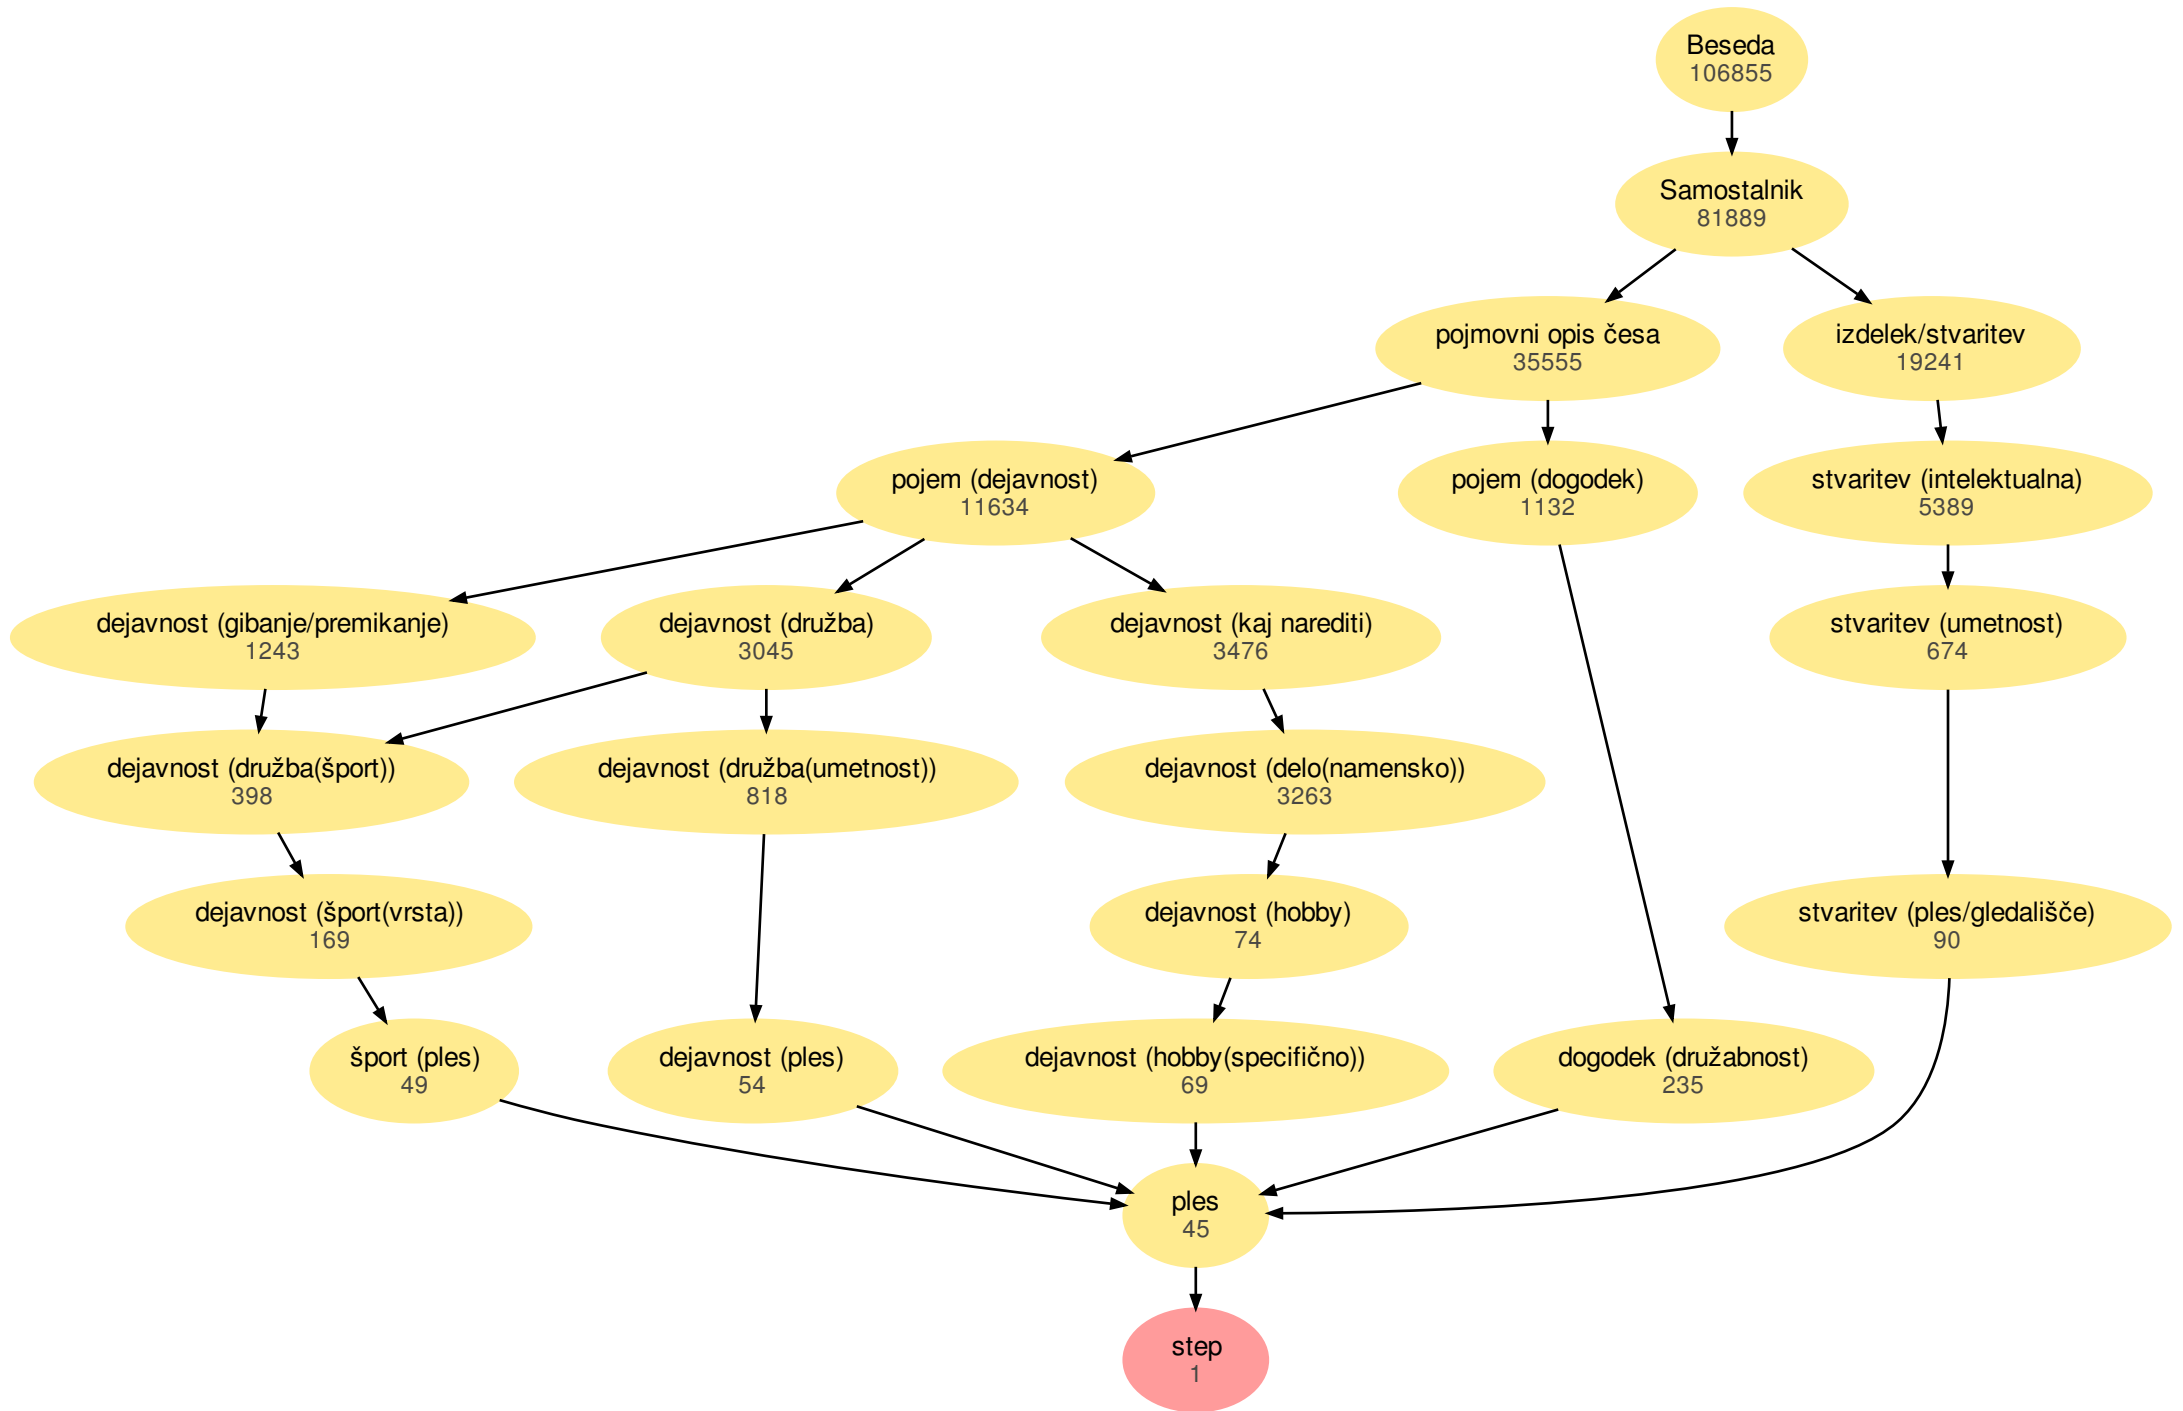 Beseda
106855
Samostalnik
81889
pojmovni opis česa
35555
izdelek/stvaritev
19241
pojem (dejavnost)
11634
pojem (dogodek)
1132
stvaritev (intelektualna)
5389
dejavnost (gibanje/premikanje)
1243
dejavnost (družba)
3045
dejavnost (kaj narediti)
3476
stvaritev (umetnost)
674
dejavnost (družba(šport))
398
dejavnost (družba(umetnost))
818
dejavnost (delo(namensko))
3263
dejavnost (šport(vrsta))
169
dejavnost (hobby)
74
stvaritev (ples/gledališče)
90
šport (ples)
49
dejavnost (ples)
54
dejavnost (hobby(specifično))
69
dogodek (družabnost)
235
ples
45
step
1